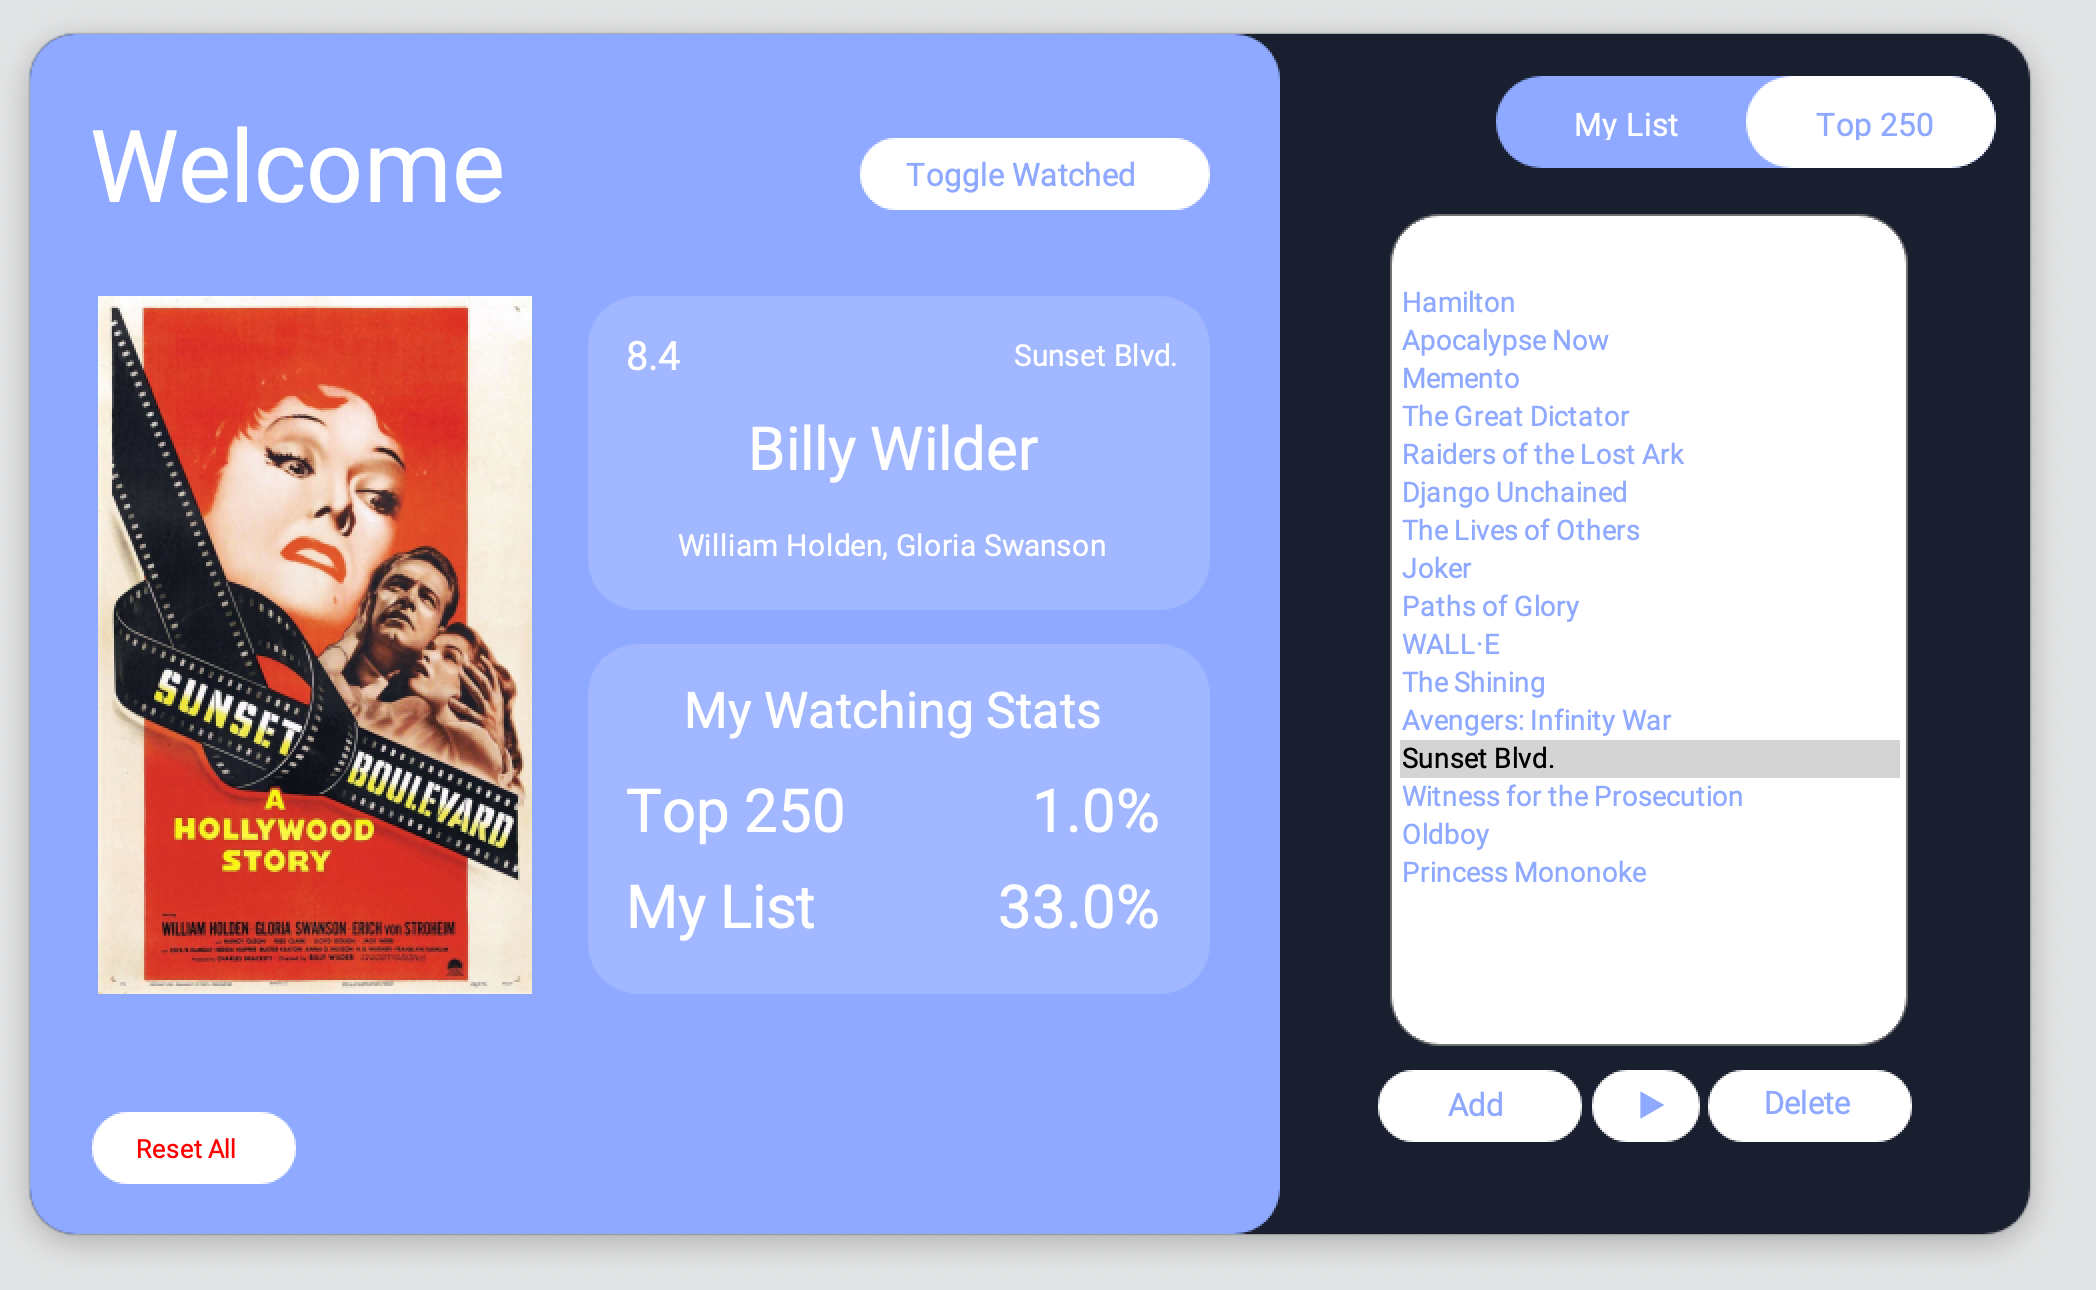 Welcome
Toggle Watched
My List
Top 250
SUNSET
BOULEVARD
A
HOLLYWOOD
STORY
WILLIAM HOLDEN · GLORIA SWANSON · ERICH von STROHEIM
8.4
Sunset Blvd.
Billy Wilder
William Holden, Gloria Swanson
My Watching Stats
Top 250 1.0%
My List 33.0%
Reset All
Hamilton
Apocalypse Now
Memento
The Great Dictator
Raiders of the Lost Ark
Django Unchained
The Lives of Others
Joker
Paths of Glory
WALL·E
The Shining
Avengers: Infinity War
Sunset Blvd.
Witness for the Prosecution
Oldboy
Princess Mononoke
Add
Delete